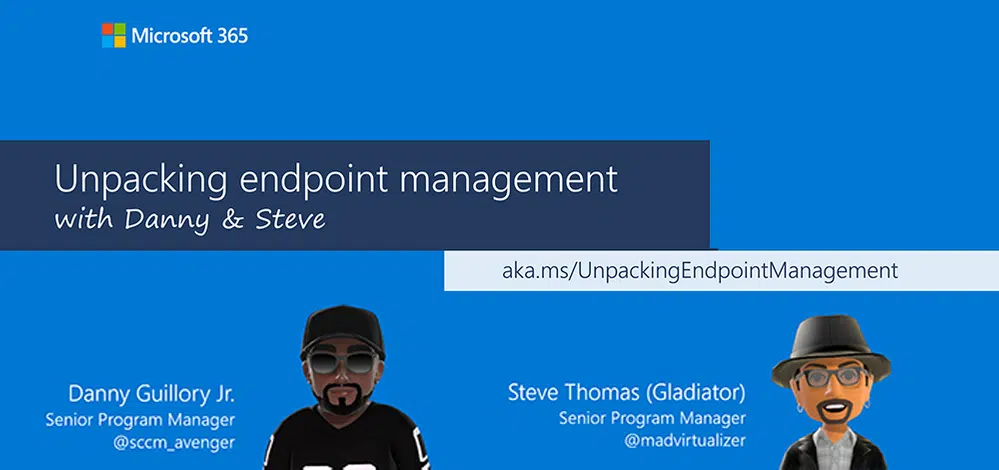 Microsoft 365
Unpacking endpoint management
with Danny & Steve
aka.ms/UnpackingEndpointManagement
Danny Guillory Jr.
Senior Program Manager
@sccm_avenger
Steve Thomas (Gladiator)
Senior Program Manager
@madvirtualizer